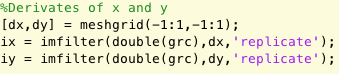 %Derivates of x and y
[dx,dy] = meshgrid(-1:1,-1:1);
ix = imfilter(double(grc),dx,'replicate');
iy = imfilter(double(grc),dy,'replicate');